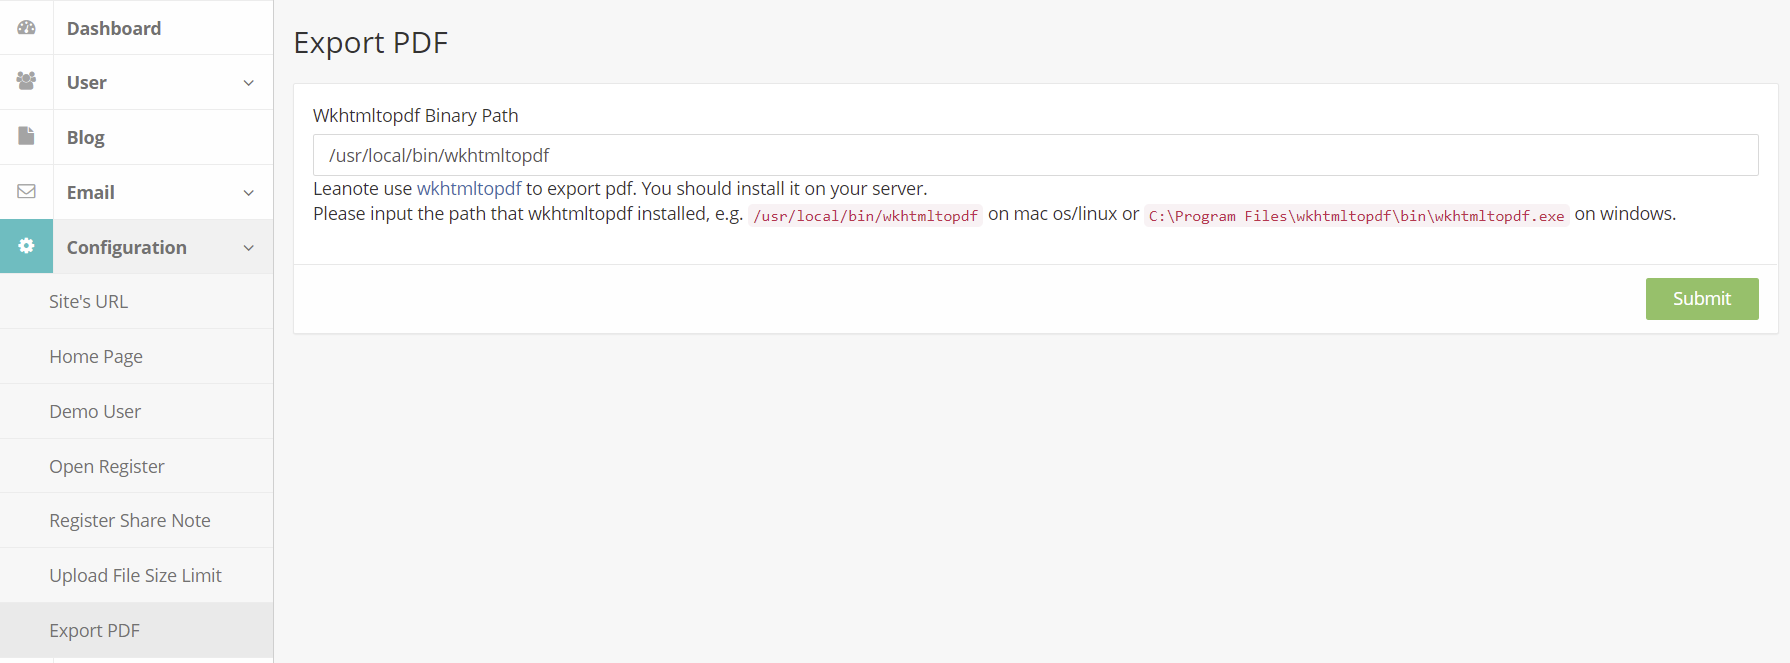 Dashboard
User
Blog
Email
Configuration
Site's URL
Home Page
Demo User
Open Register
Register Share Note
Upload File Size Limit
Export PDF
Export PDF
Wkhtmltopdf Binary Path
/usr/local/bin/wkhtmltopdf
Leanote use wkhtmltopdf to export pdf. You should install it on your server.
Please input the path that wkhtmltopdf installed, e.g. /usr/local/bin/wkhtmltopdf on mac os/linux or C:\Program Files\wkhtmltopdf\bin\wkhtmltopdf.exe on windows.
Submit